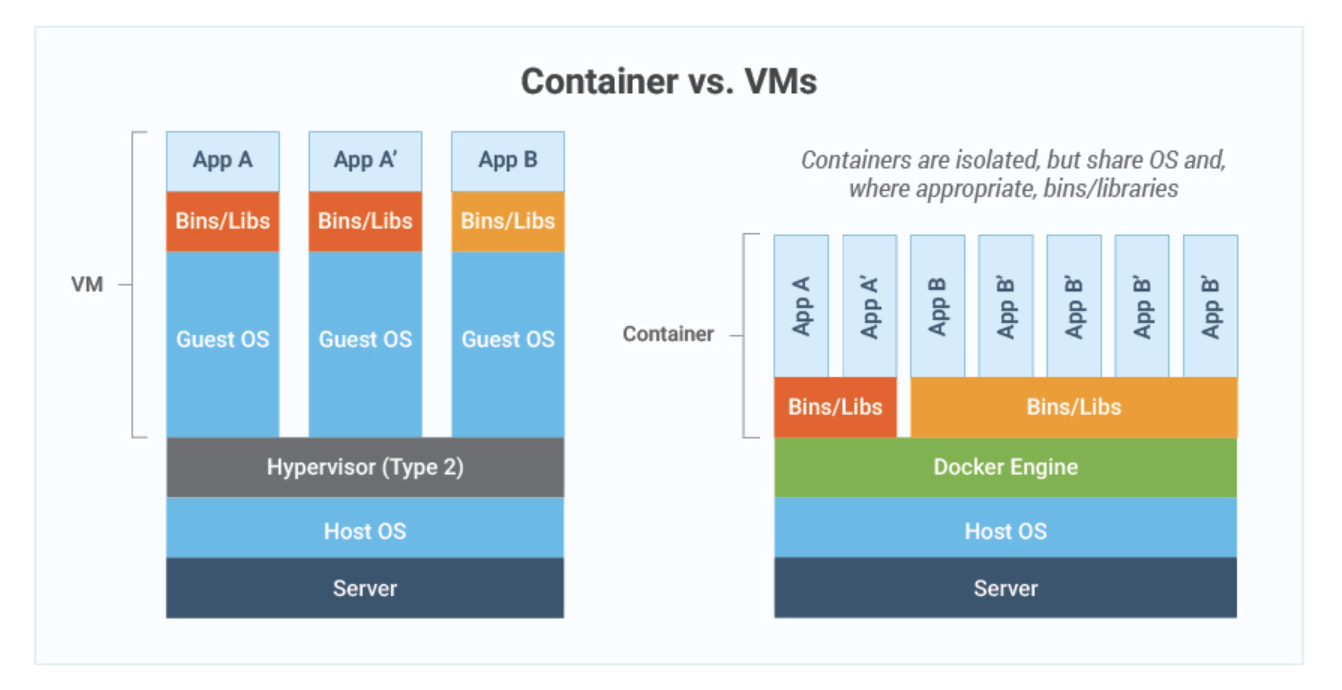 Container vs. VMs
VM
App A
App A’
App B
Bins/Libs
Bins/Libs
Bins/Libs
Guest OS
Guest OS
Guest OS
Hypervisor (Type 2)
Host OS
Server
Containers are isolated, but share OS and,
where appropriate, bins/libraries
Container
App A
App A’
App B
App B’
App B’
App B’
App B’
Bins/Libs
Bins/Libs
Docker Engine
Host OS
Server